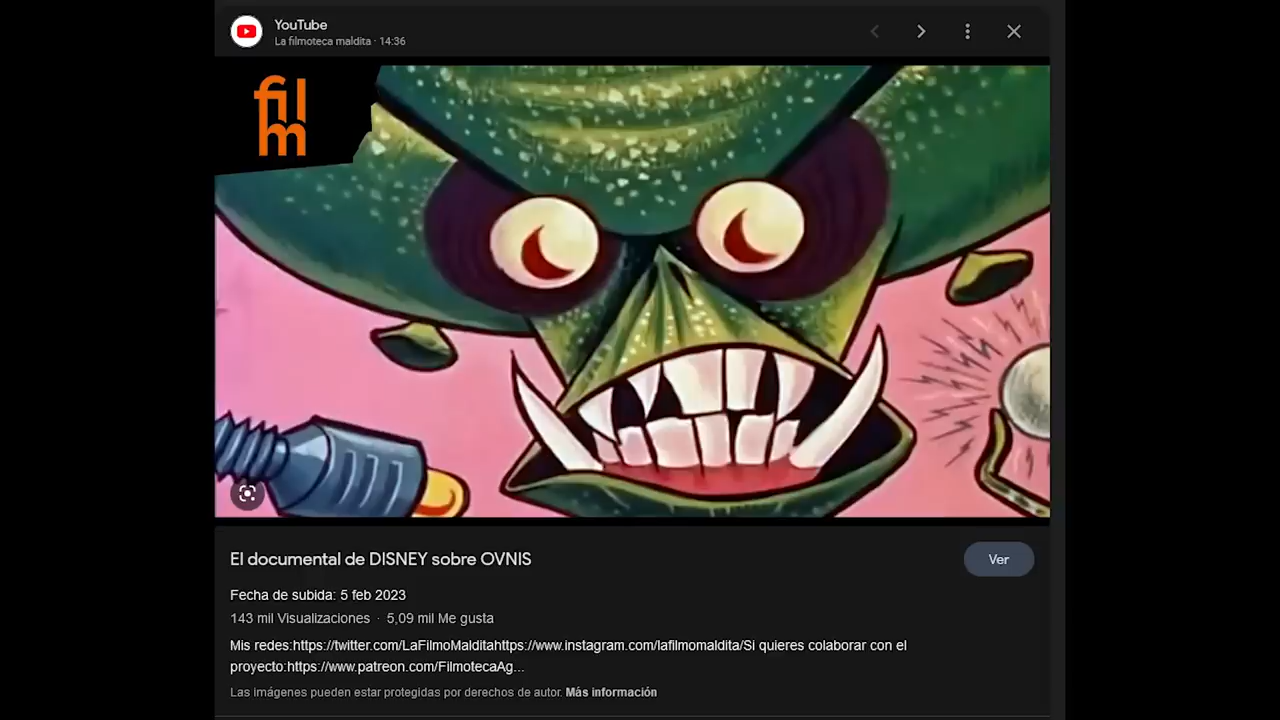 YouTube
La filmoteca maldita · 14:36
fil
m
El documental de DISNEY sobre OVNIS
Ver
Fecha de subida: 5 feb 2023
143 mil Visualizaciones · 5,09 mil Me gusta
Mis redes:https://twitter.com/LaFilmoMalditahttps://www.instagram.com/lafilmomaldita/Si quieres colaborar con el
proyecto:https://www.patreon.com/FilmotecaAg...
Las imágenes pueden estar protegidas por derechos de autor. Más información